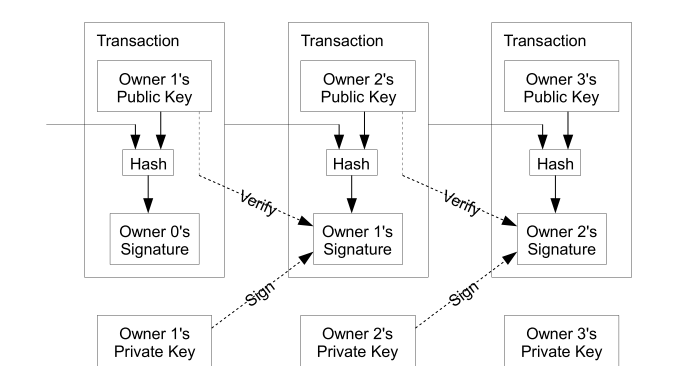 Transaction
Transaction
Transaction
Owner 1's
Public Key
Owner 2's
Public Key
Owner 3's
Public Key
Hash
Hash
Hash
Verify
Verify
Owner 0's
Signature
Owner 1's
Signature
Owner 2's
Signature
Sign
Sign
Owner 1's
Private Key
Owner 2's
Private Key
Owner 3's
Private Key